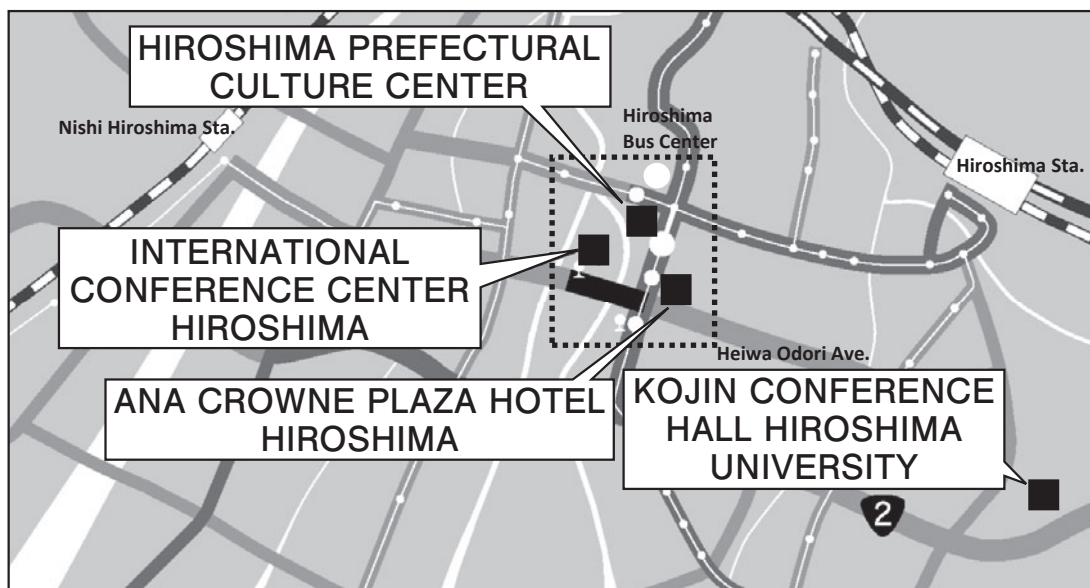 HIROSHIMA PREFECTURAL
CULTURE CENTER
Nishi Hiroshima Sta.
Hiroshima
Bus Center
Hiroshima Sta.
INTERNATIONAL
CONFERENCE CENTER
HIROSHIMA
Heiwa Odori Ave.
ANA CROWNE PLAZA HOTEL
HIROSHIMA
KOJIN CONFERENCE
HALL HIROSHIMA
UNIVERSITY
2